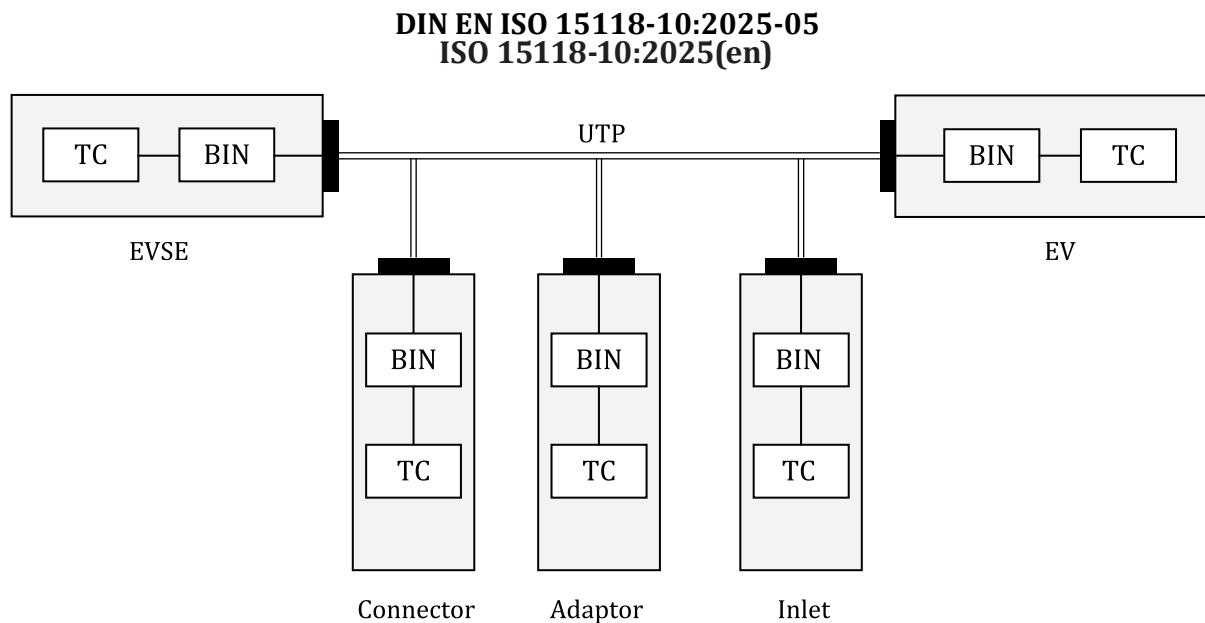 DIN EN ISO 15118-10:2025-05
ISO 15118-10:2025(en)
UTP
TC BIN
BIN TC
EVSE
EV
BIN BIN BIN
TC TC TC
Connector Adaptor Inlet